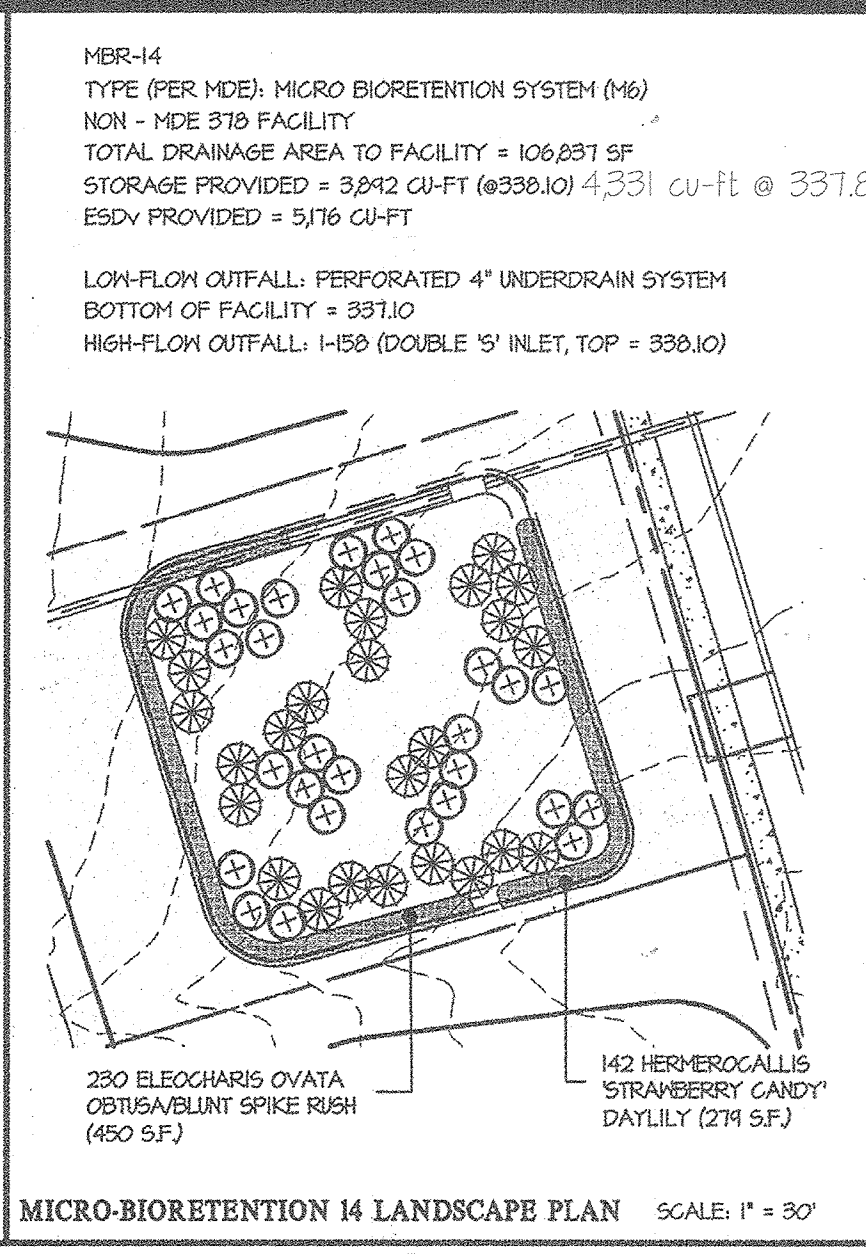 MBR-14
TYPE (PER MDE): MICRO BIORETENTION SYSTEM (M6)
NON - MDE 378 FACILITY
TOTAL DRAINAGE AREA TO FACILITY = 106,837 SF
STORAGE PROVIDED = 3,892 CU-FT (@338.10) 4,331 cu-ft @ 337.8
ESDv PROVIDED = 5,176 CU-FT
LOW-FLOW OUTFALL: PERFORATED 4" UNDERDRAIN SYSTEM
BOTTOM OF FACILITY = 337.10
HIGH-FLOW OUTFALL: I-158 (DOUBLE 'S' INLET, TOP = 338.10)
230 ELEOCHARIS OVATA
OBTUSA/BLUNT SPIKE RUSH
(450 S.F.)
142 HERMEROCALLIS
'STRAWBERRY CANDY'
DAYLILY (279 S.F.)
MICRO-BIORETENTION 14 LANDSCAPE PLAN SCALE: 1" = 30'